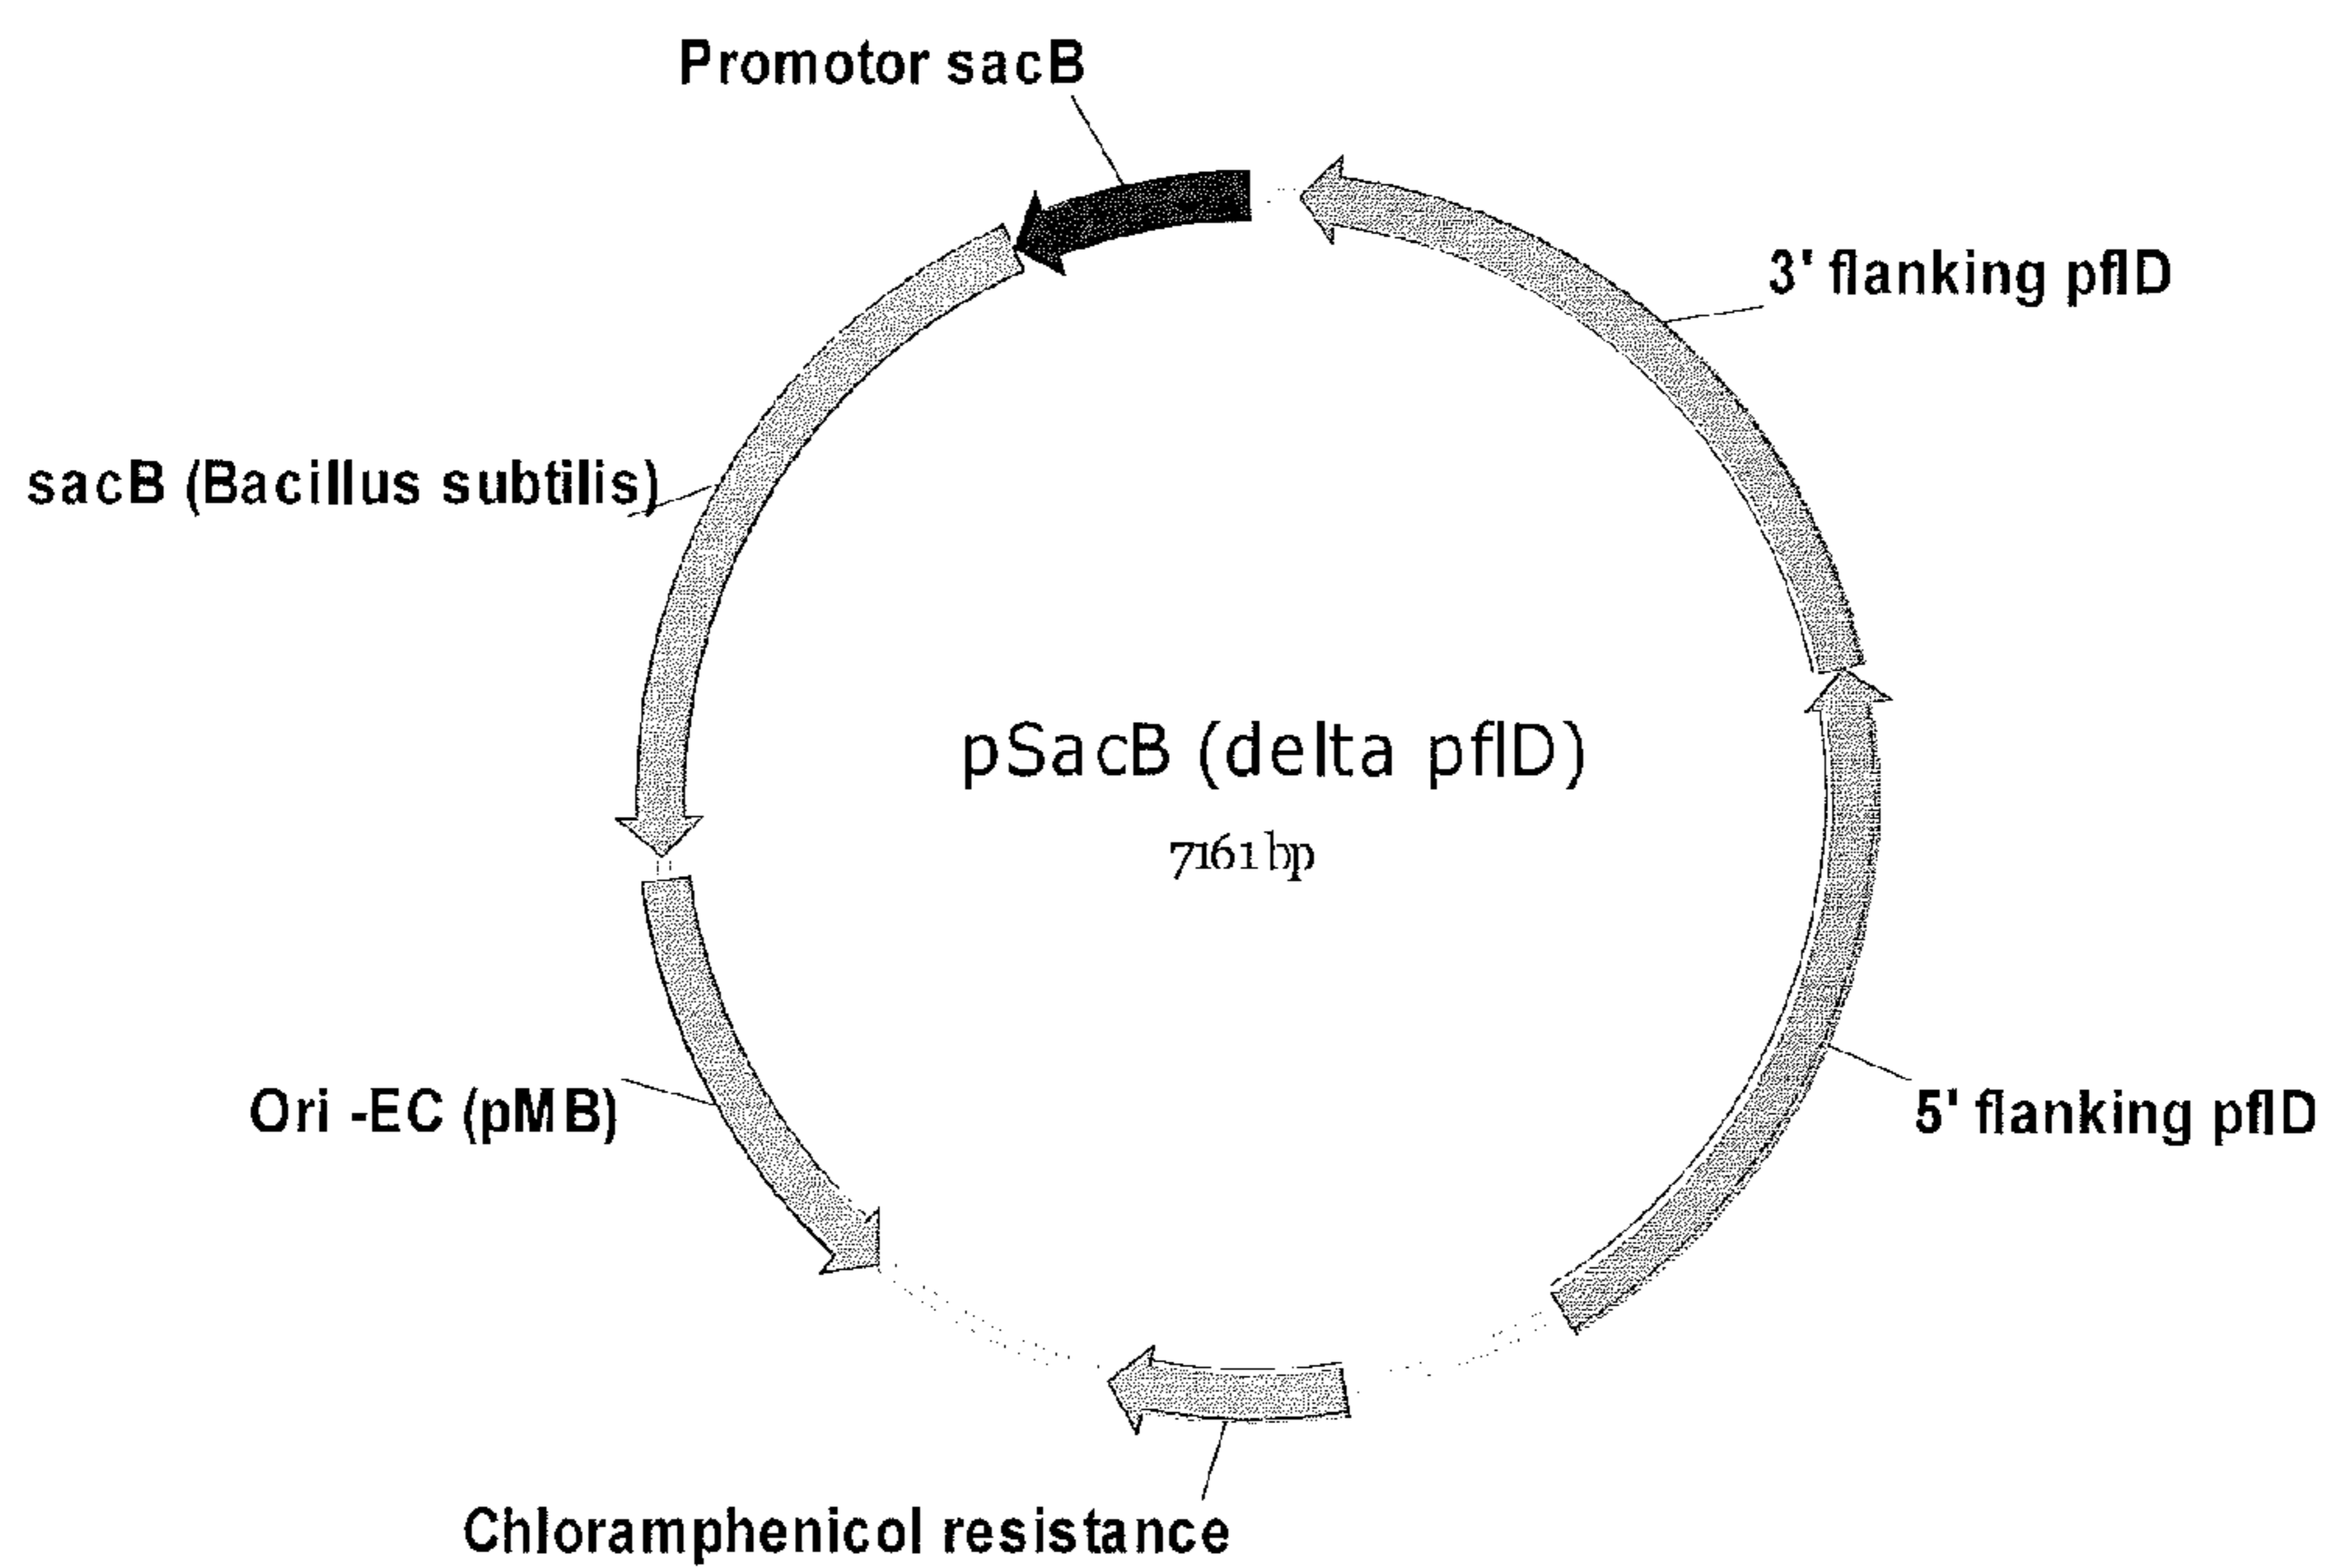 Promotor sacB
3' flanking pflD
sacB (Bacillus subtilis)
pSacB (delta pflD)
7161 bp
Ori -EC (pMB)
5' flanking pflD
Chloramphenicol resistance